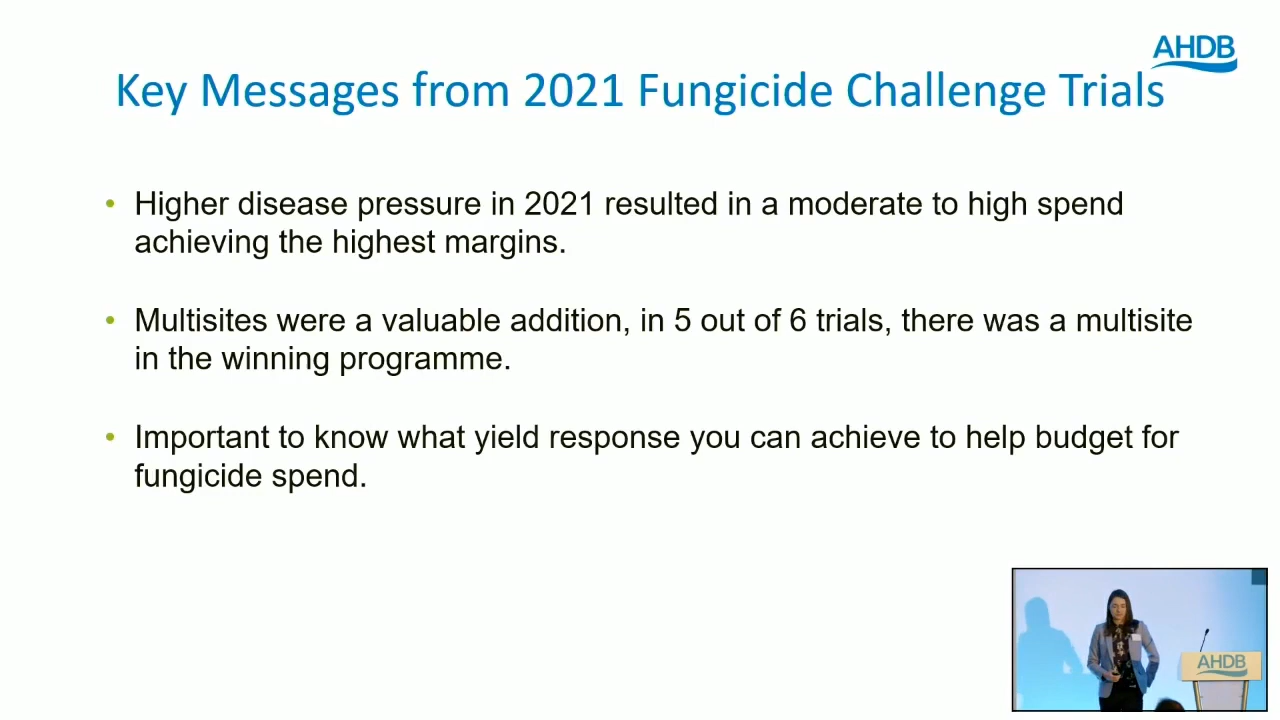 AHDB
Key Messages from 2021 Fungicide Challenge Trials
• Higher disease pressure in 2021 resulted in a moderate to high spend
achieving the highest margins.
• Multisites were a valuable addition, in 5 out of 6 trials, there was a multisite
in the winning programme.
• Important to know what yield response you can achieve to help budget for
fungicide spend.
AHDB